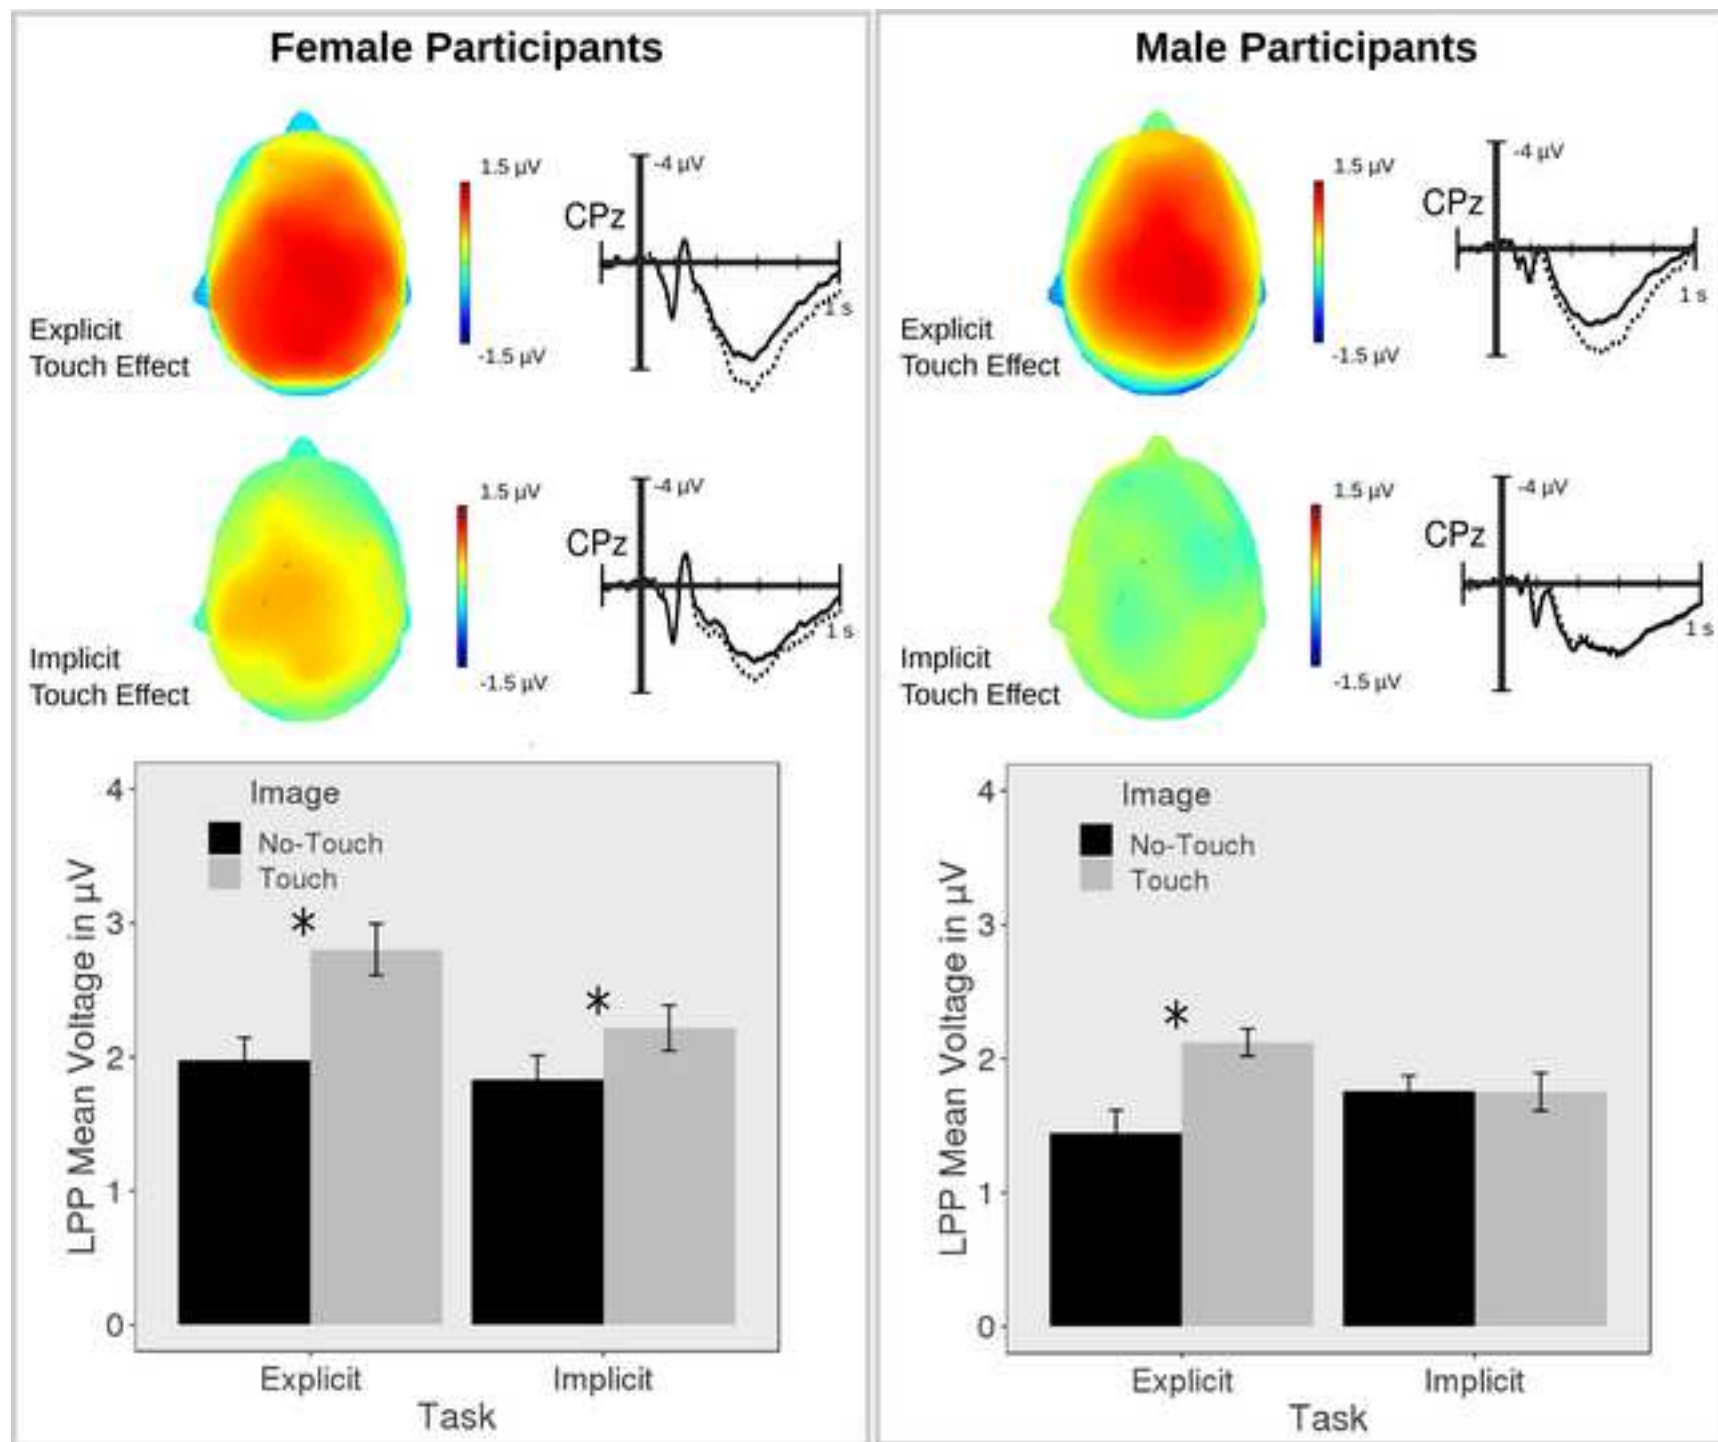 Female Participants
1.5 µV
-4 µV
CPz
1 s
Explicit
Touch Effect
-1.5 µV
1.5 µV
-4 µV
CPz
1 s
Implicit
Touch Effect
-1.5 µV
4
3
2
1
0
LPP Mean Voltage in µV
Image
No-Touch
Touch
*
*
Explicit
Implicit
Task
Male Participants
1.5 µV
-4 µV
CPz
1 s
Explicit
Touch Effect
-1.5 µV
1.5 µV
-4 µV
CPz
1 s
Implicit
Touch Effect
-1.5 µV
4
3
2
1
0
LPP Mean Voltage in µV
Image
No-Touch
Touch
*
Explicit
Implicit
Task